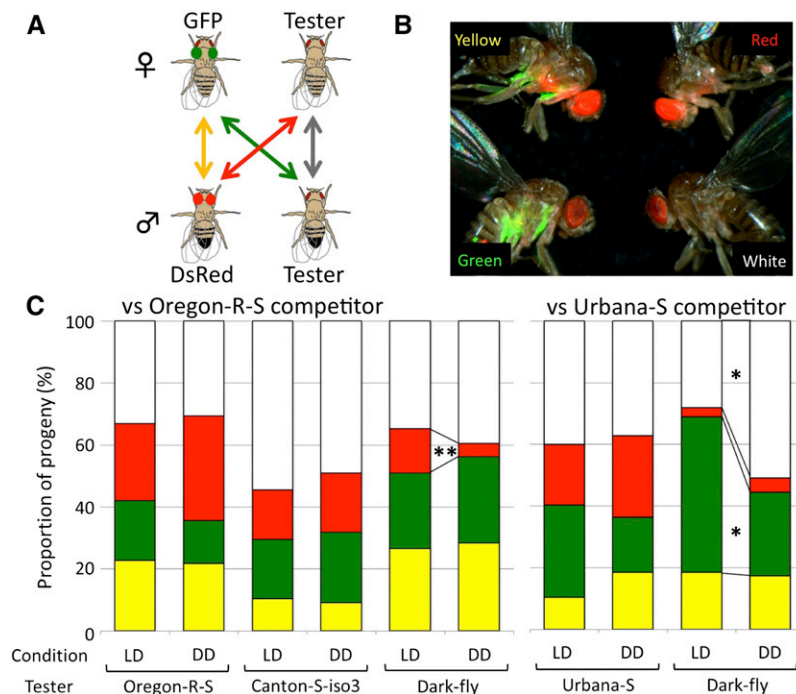 A
GFP Tester
♀
♂
DsRed Tester
B
Yellow Red
Green White
C
vs Oregon-R-S competitor vs Urbana-S competitor
Proportion of progeny (%)
100
80
60
40
20
0
**
*
*
Condition LD DD LD DD LD DD LD DD LD DD
Tester Oregon-R-S Canton-S-iso3 Dark-fly Urbana-S Dark-fly